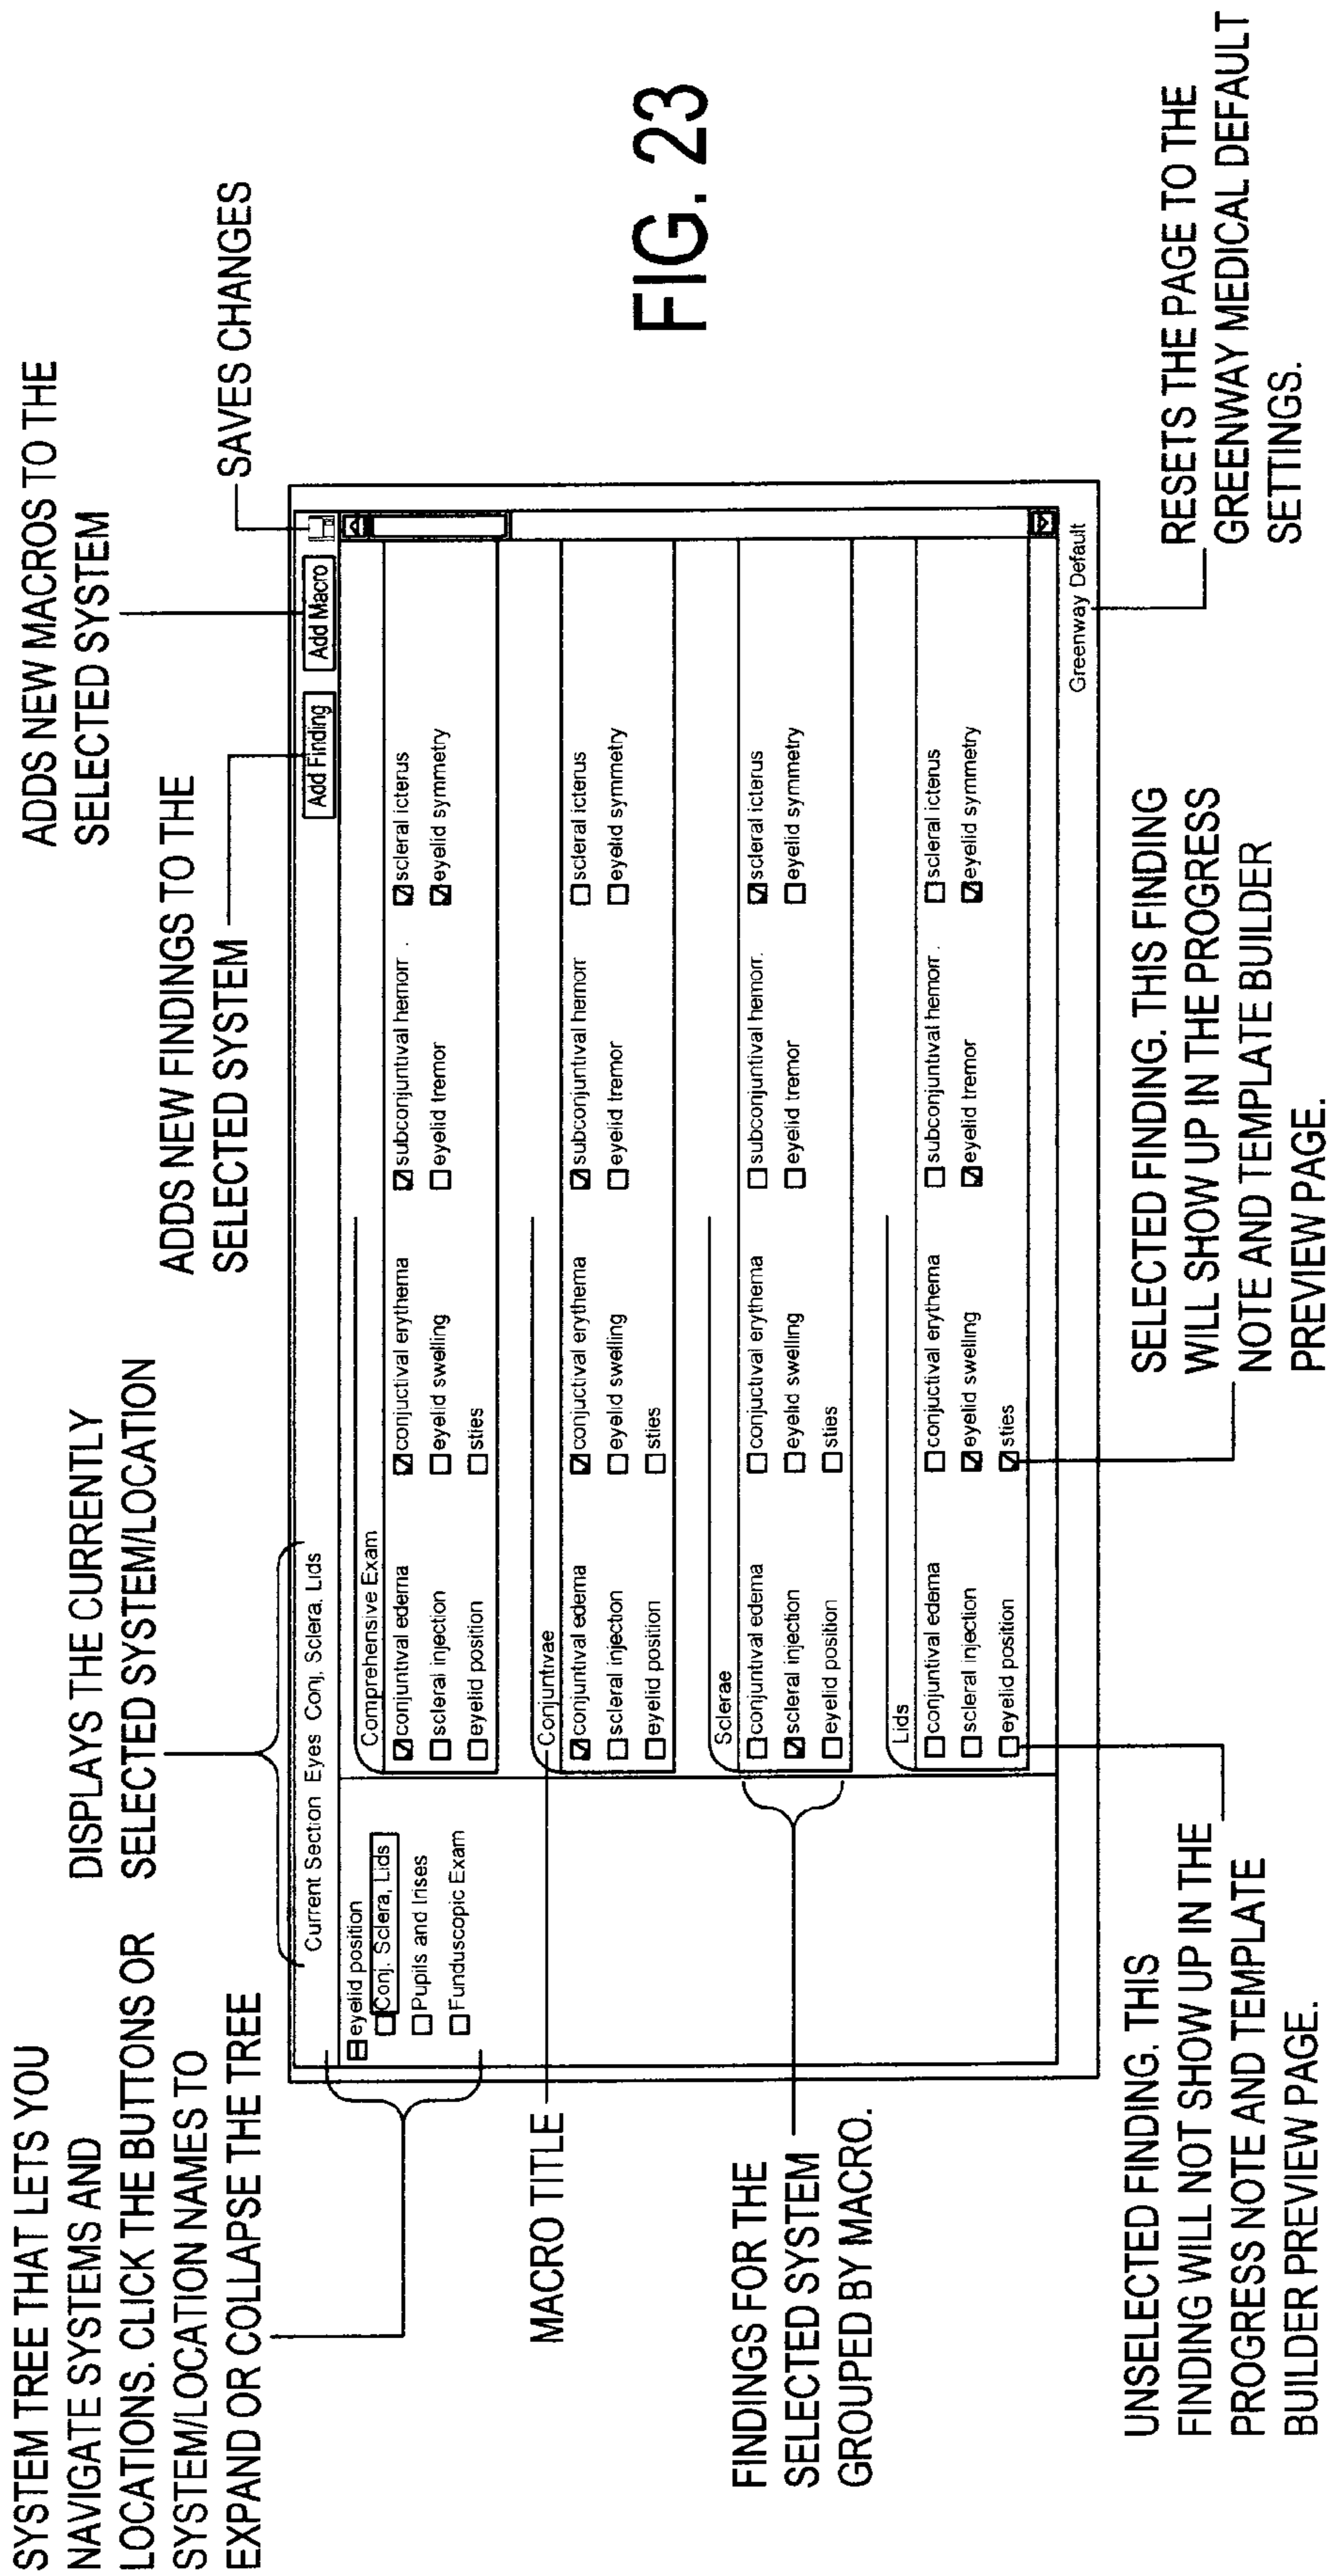 SYSTEM TREE THAT LETS YOU
NAVIGATE SYSTEMS AND
LOCATIONS. CLICK THE BUTTONS OR
SYSTEM/LOCATION NAMES TO
EXPAND OR COLLAPSE THE TREE
DISPLAYS THE CURRENTLY
SELECTED SYSTEM/LOCATION
ADDS NEW FINDINGS TO THE
SELECTED SYSTEM
ADDS NEW MACROS TO THE
SELECTED SYSTEM
SAVES CHANGES
Current Section Eyes Conj. Sclera, Lids
Add Finding
Add Macro
eyelid position
Conj. Sclera, Lids
Pupils and Irises
Funduscopic Exam
Comprehensive Exam
conjuntival edema conjuctival erythema subconjuntival hemorr . scleral icterus
scleral injection eyelid swelling eyelid tremor eyelid symmetry
eyelid position sties
MACRO TITLE
Conjuntivae
conjuntival edema conjuctival erythema subconjuntival hemorr scleral icterus
scleral injection eyelid swelling eyelid tremor eyelid symmetry
eyelid position sties
FINDINGS FOR THE
SELECTED SYSTEM
GROUPED BY MACRO.
Sclerae
conjuntival edema conjuctival erythema subconjuntival hemorr. scleral icterus
scleral injection eyelid swelling eyelid tremor eyelid symmetry
eyelid position sties
Lids
conjuntival edema conjuctival erythema subconjuntival hemorr. scleral icterus
scleral injection eyelid swelling eyelid tremor eyelid symmetry
eyelid position sties
Greenway Default
UNSELECTED FINDING. THIS
FINDING WILL NOT SHOW UP IN THE
PROGRESS NOTE AND TEMPLATE
BUILDER PREVIEW PAGE.
SELECTED FINDING. THIS FINDING
WILL SHOW UP IN THE PROGRESS
NOTE AND TEMPLATE BUILDER
PREVIEW PAGE.
RESETS THE PAGE TO THE
GREENWAY MEDICAL DEFAULT
SETTINGS.
FIG. 23